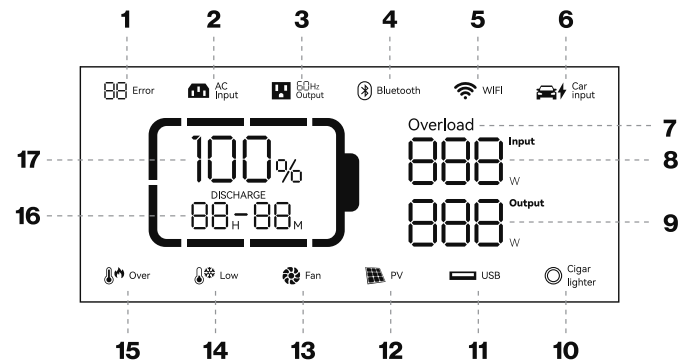 1 2 3 4 5 6
88 Error
AC
Input
60Hz
Output
Bluetooth
WIFI
Car
input
Overload
7
17
100%
888 Input
W
8
DISCHARGE
16
88H-88M
888 Output
W
9
Over
Low
Fan
PV
USB
Cigar
lighter
15 14 13 12 11 10